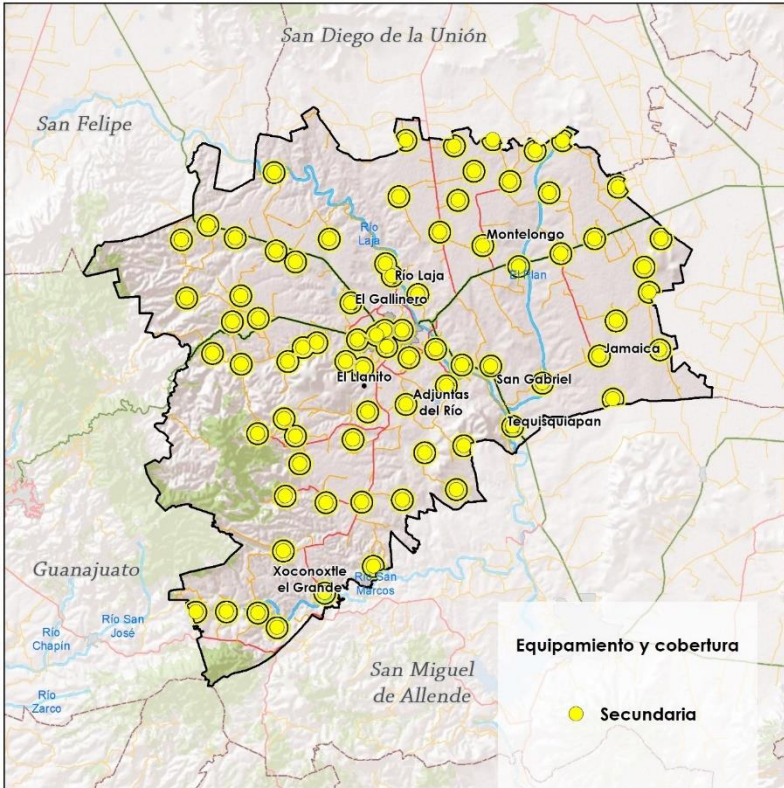 San Diego de la Unión
San Felipe
Río
Laja
Montelongo
Río Laja
El Plan
El Gallinero
Jamaica
El Llanito
San Gabriel
Adjuntas
del Río
Tequisquiapan
Guanajuato
Xoconoxtle
el Grande
Río San
Marcos
Río San
José
Río
Chapín
Río
Zarco
San Miguel
de Allende
Equipamiento y cobertura
Secundaria